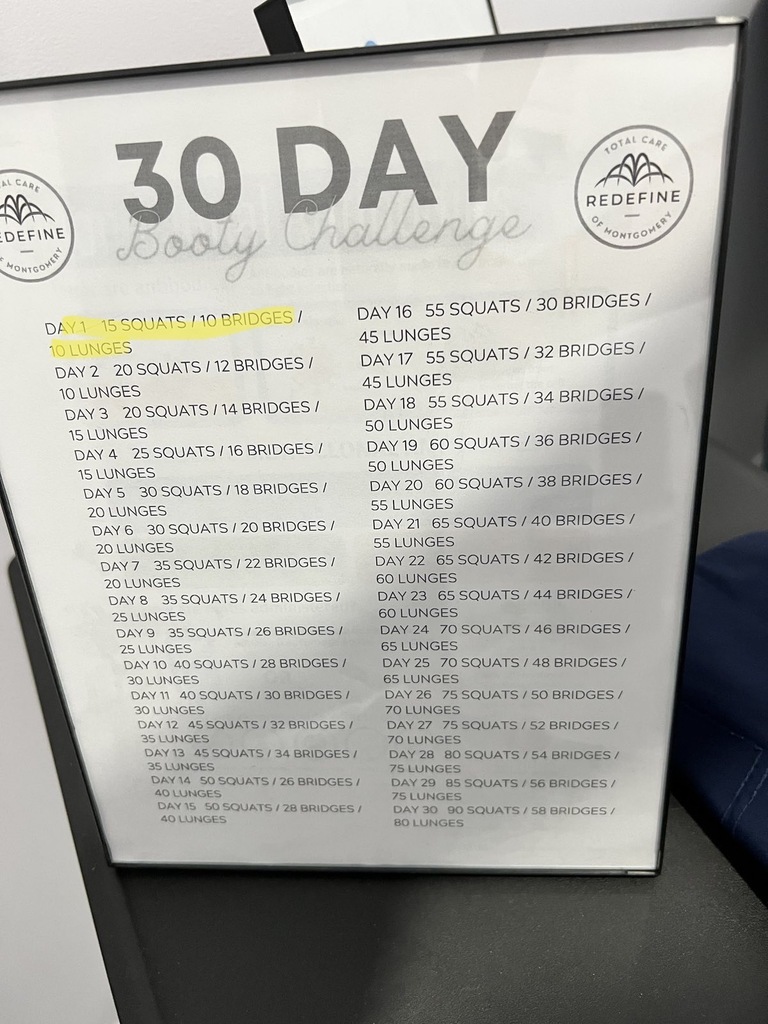 30 DAY
Booty Challenge
AL CARE
EDEFINE
MONTGOMERY
TOTAL CARE
REDEFINE
OF MONTGOMERY
DAY 1 15 SQUATS / 10 BRIDGES /
10 LUNGES
DAY 2 20 SQUATS / 12 BRIDGES /
10 LUNGES
DAY 3 20 SQUATS / 14 BRIDGES /
15 LUNGES
DAY 4 25 SQUATS / 16 BRIDGES /
15 LUNGES
DAY 5 30 SQUATS / 18 BRIDGES /
20 LUNGES
DAY 6 30 SQUATS / 20 BRIDGES /
20 LUNGES
DAY 7 35 SQUATS / 22 BRIDGES /
20 LUNGES
DAY 8 35 SQUATS / 24 BRIDGES /
25 LUNGES
DAY 9 35 SQUATS / 26 BRIDGES /
25 LUNGES
DAY 10 40 SQUATS / 28 BRIDGES /
30 LUNGES
DAY 11 40 SQUATS / 30 BRIDGES /
30 LUNGES
DAY 12 45 SQUATS / 32 BRIDGES /
35 LUNGES
DAY 13 45 SQUATS / 34 BRIDGES /
35 LUNGES
DAY 14 50 SQUATS / 26 BRIDGES /
40 LUNGES
DAY 15 50 SQUATS / 28 BRIDGES /
40 LUNGES
DAY 16 55 SQUATS / 30 BRIDGES /
45 LUNGES
DAY 17 55 SQUATS / 32 BRIDGES /
45 LUNGES
DAY 18 55 SQUATS / 34 BRIDGES /
50 LUNGES
DAY 19 60 SQUATS / 36 BRIDGES /
50 LUNGES
DAY 20 60 SQUATS / 38 BRIDGES /
55 LUNGES
DAY 21 65 SQUATS / 40 BRIDGES /
55 LUNGES
DAY 22 65 SQUATS / 42 BRIDGES /
60 LUNGES
DAY 23 65 SQUATS / 44 BRIDGES /
60 LUNGES
DAY 24 70 SQUATS / 46 BRIDGES /
65 LUNGES
DAY 25 70 SQUATS / 48 BRIDGES /
65 LUNGES
DAY 26 75 SQUATS / 50 BRIDGES /
70 LUNGES
DAY 27 75 SQUATS / 52 BRIDGES /
70 LUNGES
DAY 28 80 SQUATS / 54 BRIDGES /
75 LUNGES
DAY 29 85 SQUATS / 56 BRIDGES /
75 LUNGES
DAY 30 90 SQUATS / 58 BRIDGES /
80 LUNGES